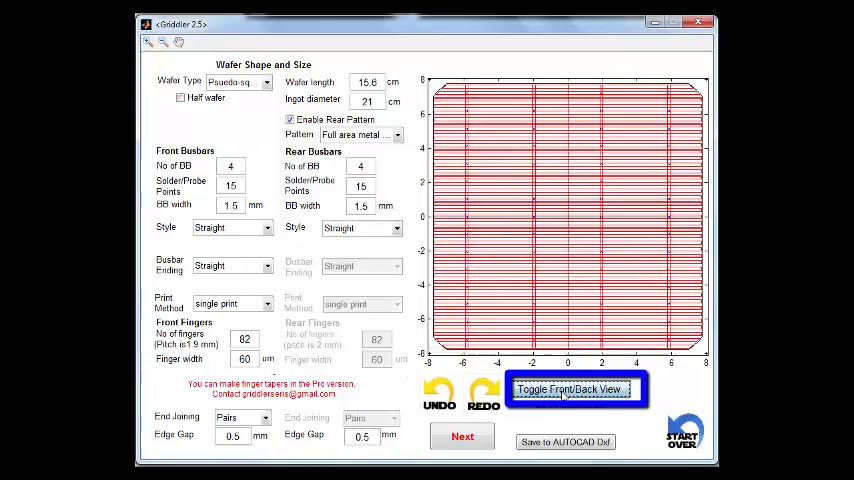 <Griddler 2.5>
Wafer Shape and Size
Wafer Type Psuedo-sq...
Half wafer
Wafer length 15.6 cm
Ingot diameter 21 cm
Enable Rear Pattern
Pattern Full area metal ...
Front Busbars
No of BB 4
Solder/Probe Points 15
BB width 1.5 mm
Style Straight
Busbar Ending Straight
Print Method single print
Front Fingers
No of fingers 82
(Pitch is1.9 mm)
Finger width 60 um
Rear Busbars
No of BB 4
Solder/Probe Points 15
BB width 1.5 mm
Style Straight
Busbar Ending Straight
Print Method single print
Rear Fingers
No of fingers 82
(pitch is 2 mm)
Finger width 60 um
You can make finger tapers in the Pro version.
Contact griddlerseris@gmail.com
End Joining Pairs
Edge Gap 0.5 mm
End Joining Pairs
Edge Gap 0.5 mm
8
6
4
2
0
-2
-4
-6
-8
-8 -6 -4 -2 0 2 4 6 8
UNDO
REDO
Toggle Front/Back View
Next
Save to AUTOCAD Dxf
START
OVER